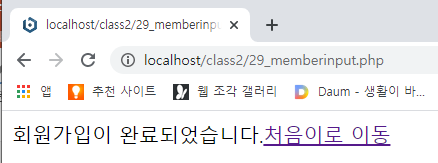 localhost/class2/29_memberinpu
localhost/class2/29_memberinput.php
앱 추천 사이트 웹 조각 갤러리 Daum - 생활이 바...
회원가입이 완료되었습니다.처음이로 이동